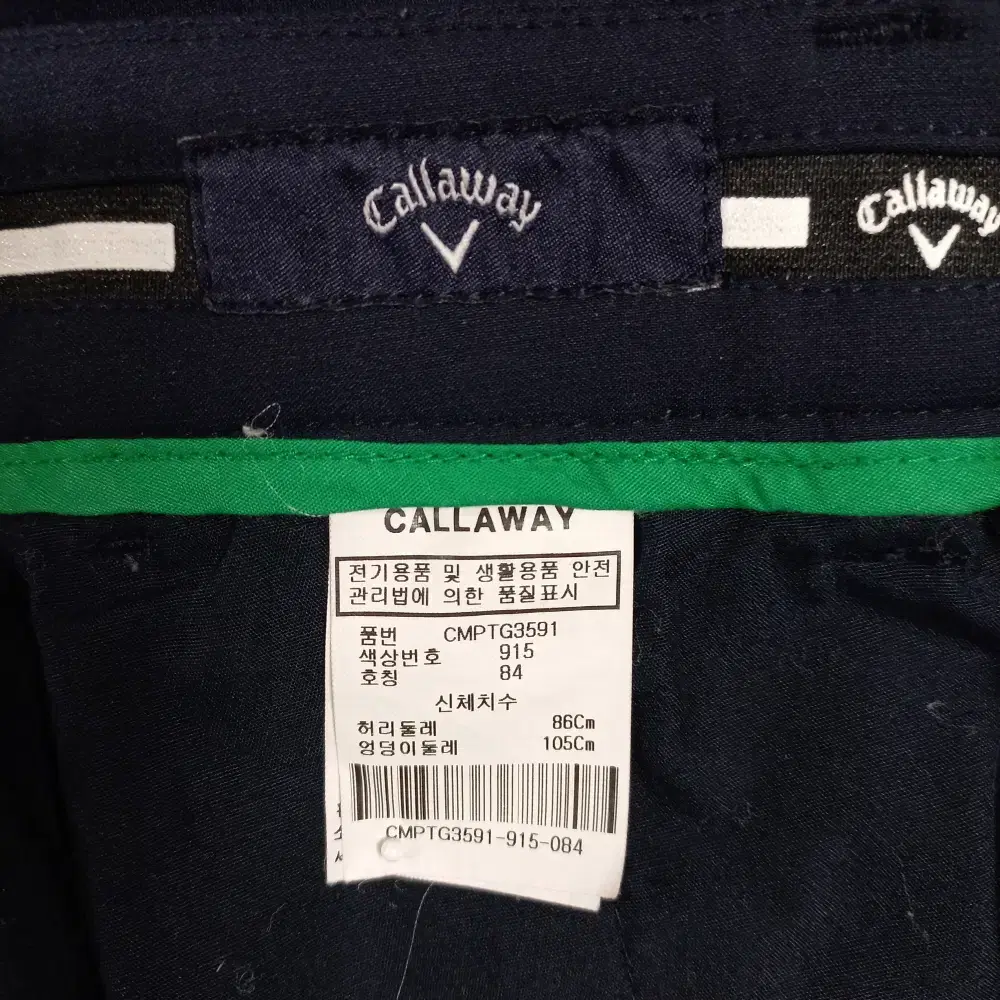 Callaway
Callaway
CALLAWAY
전기용품 및 생활용품 안전
관리법에 의한 품질표시
품번 CMPTG3591
색상번호 915
호칭 84
신체치수
허리둘레 86Cm
엉덩이둘레 105Cm
CMPTG3591-915-084